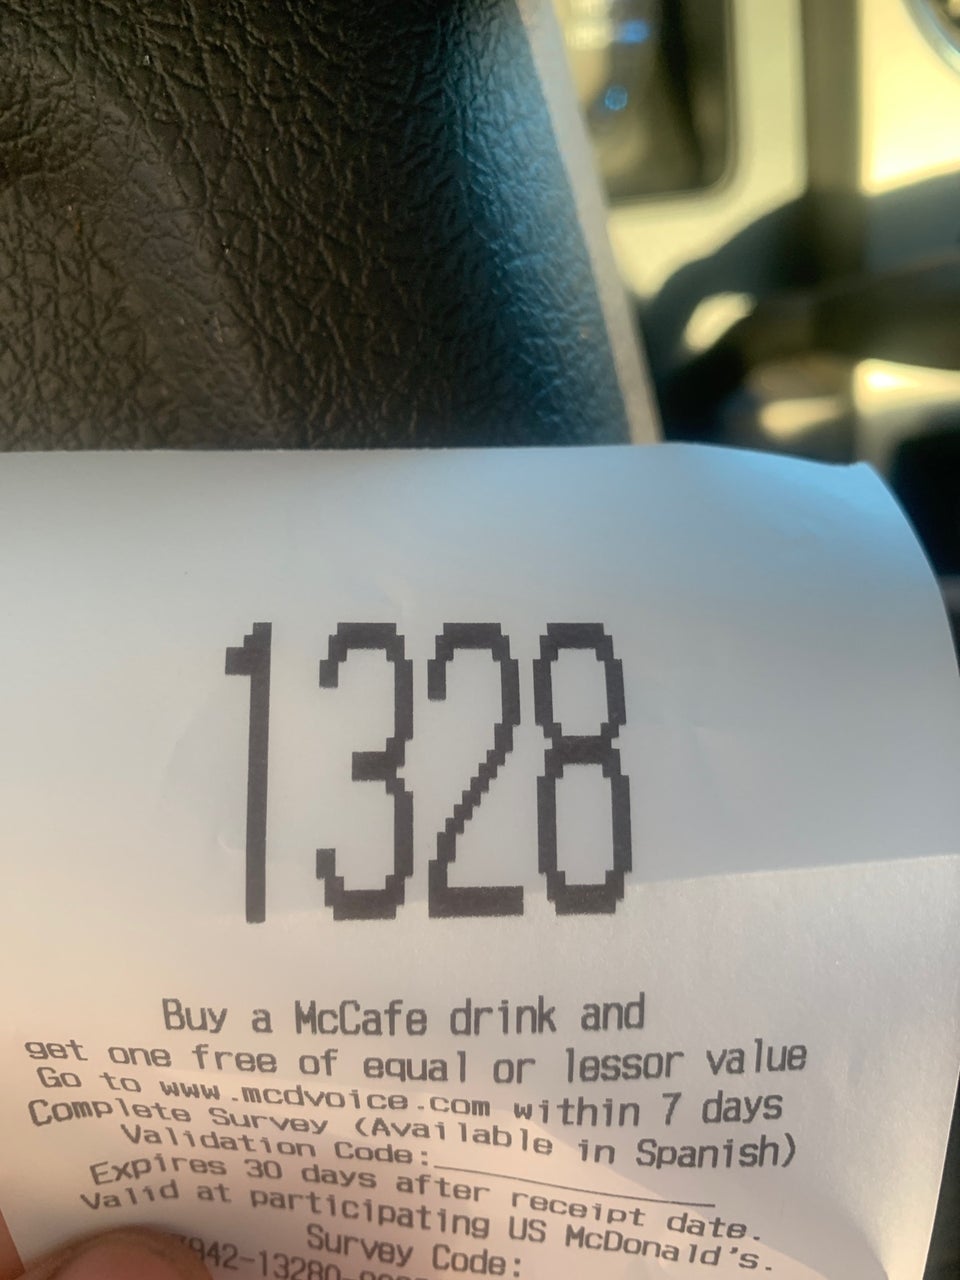 1328
Buy a McCafe drink and
get one free of equal or lessor value
Go to www.mcdvoice.com within 7 days
Complete Survey (Available in Spanish)
Validation Code:
Expires 30 days after receipt date.
Valid at participating US McDonald's.
Survey Code: